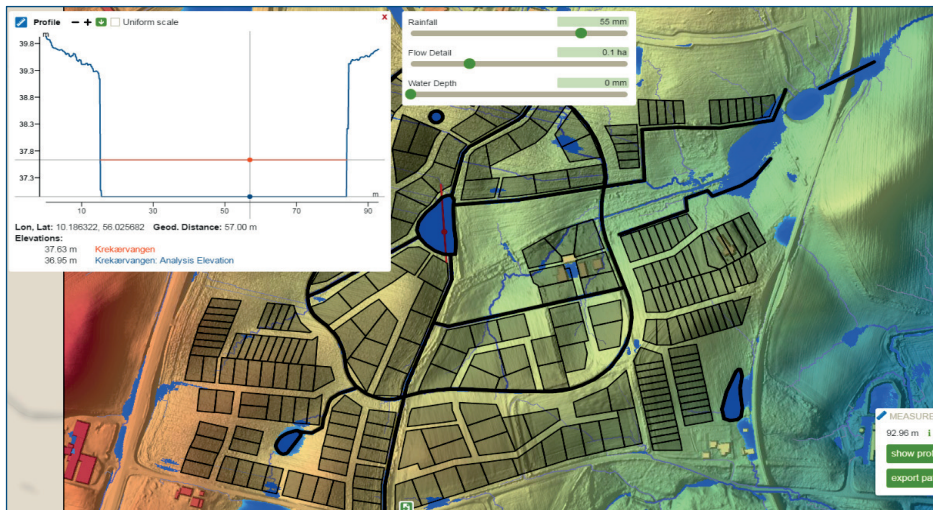 Profile − + Uniform scale x
m
39.8
39.3
38.8
38.3
37.8
37.3
m
10 30 50 70 90
Lon, Lat: 10.186322, 56.025682 Geod. Distance: 57.00 m
Elevations:
37.63 m Krekærvangen
36.95 m Krekærvangen: Analysis Elevation
Rainfall 55 mm
Flow Detail 0.1 ha
Water Depth 0 mm
MEASURE
92.96 m i
show prof
export pat